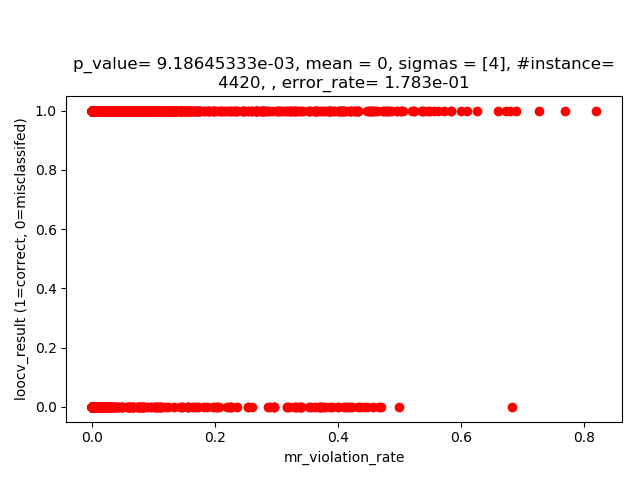 p_value= 9.18645333e-03, mean = 0, sigmas = [4], #instance=
4420, , error_rate= 1.783e-01
1.0
0.8
0.6
0.4
0.2
0.0
loocv_result (1=correct, 0=misclassifed)
0.0 0.2 0.4 0.6 0.8
mr_violation_rate